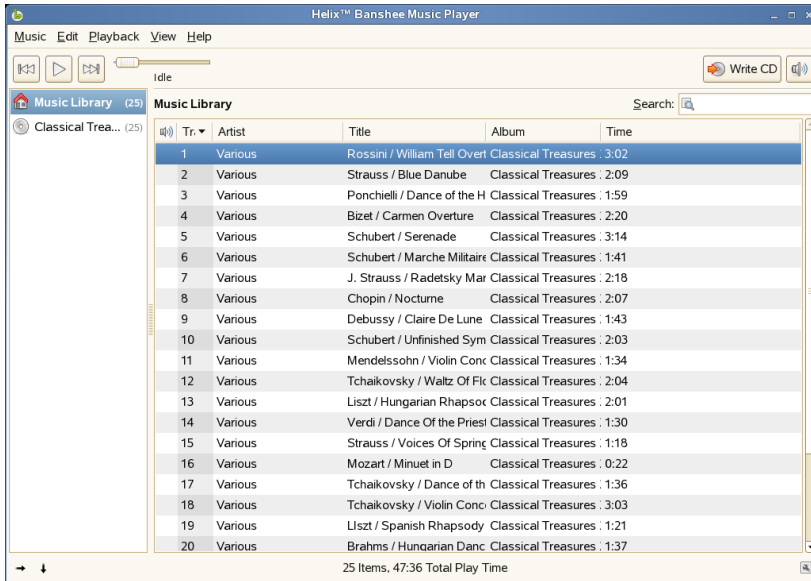 Helix™ Banshee Music Player
Music Edit Playback View Help
Idle
Write CD
Music Library (25)
Classical Trea... (25)
Music Library
Search:
Tr. Artist Title Album Time
1 Various Rossini / William Tell Overt Classical Treasures 3:02
2 Various Strauss / Blue Danube Classical Treasures 2:09
3 Various Ponchielli / Dance of the H Classical Treasures 1:59
4 Various Bizet / Carmen Overture Classical Treasures 2:20
5 Various Schubert / Serenade Classical Treasures 3:14
6 Various Schubert / Marche Militaire Classical Treasures 1:41
7 Various J. Strauss / Radetsky Mar Classical Treasures 2:18
8 Various Chopin / Nocturne Classical Treasures 2:07
9 Various Debussy / Claire De Lune Classical Treasures 1:43
10 Various Schubert / Unfinished Sym Classical Treasures 2:03
11 Various Mendelssohn / Violin Conc Classical Treasures 1:34
12 Various Tchaikovsky / Waltz Of Flo Classical Treasures 2:04
13 Various Liszt / Hungarian Rhapsod Classical Treasures 2:01
14 Various Verdi / Dance Of the Priest Classical Treasures 1:30
15 Various Strauss / Voices Of Spring Classical Treasures 1:18
16 Various Mozart / Minuet in D Classical Treasures 0:22
17 Various Tchaikovsky / Dance of th Classical Treasures 1:36
18 Various Tchaikovsky / Violin Conc Classical Treasures 3:03
19 Various LIszt / Spanish Rhapsody Classical Treasures 1:21
20 Various Brahms / Hungarian Danc Classical Treasures 1:37
25 Items, 47:36 Total Play Time